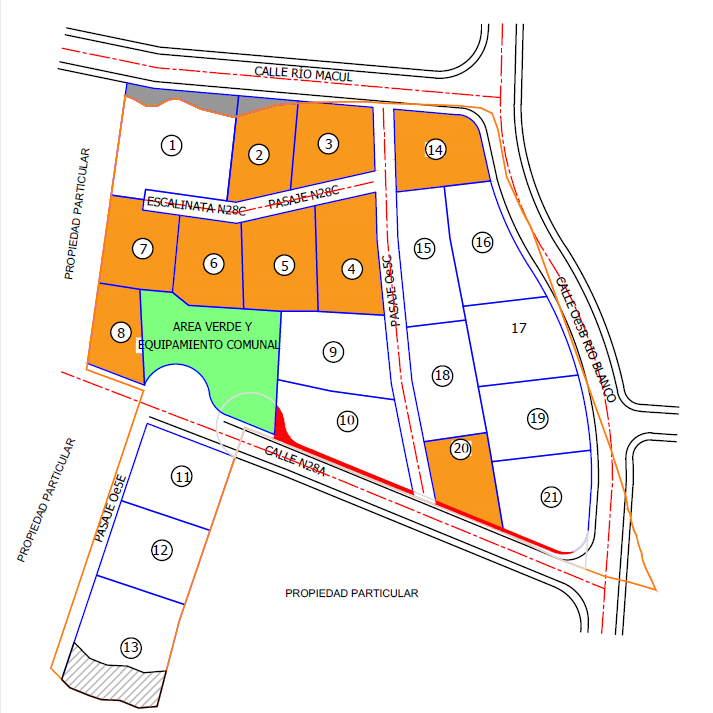 CALLE RÍO MACUL
1
2
3
14
PROPIEDAD PARTICULAR
ESCALINATA N28C
PASAJE N28C
7
6
5
4
15
16
PASAJE Oe5C
CALLE Oe5B RIO BLANCO
8
AREA VERDE Y
EQUIPAMIENTO COMUNAL
9
17
18
10
19
20
CALLE N28A
21
PROPIEDAD PARTICULAR
PASAJE Oe5E
11
12
PROPIEDAD PARTICULAR
13